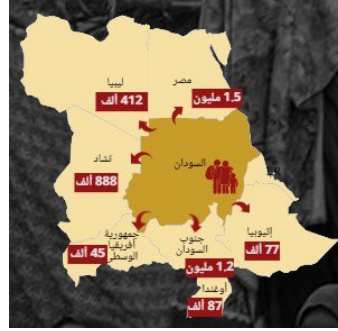 مصر
1.5 مليون
ليبيا
412 ألف
السودان
تشاد
888 ألف
إثيوبيا
77 ألف
جنوب
السودان
1.2 مليون
جمهورية
أفريقيا
الوسطى
45 ألف
أوغندا
87 ألف